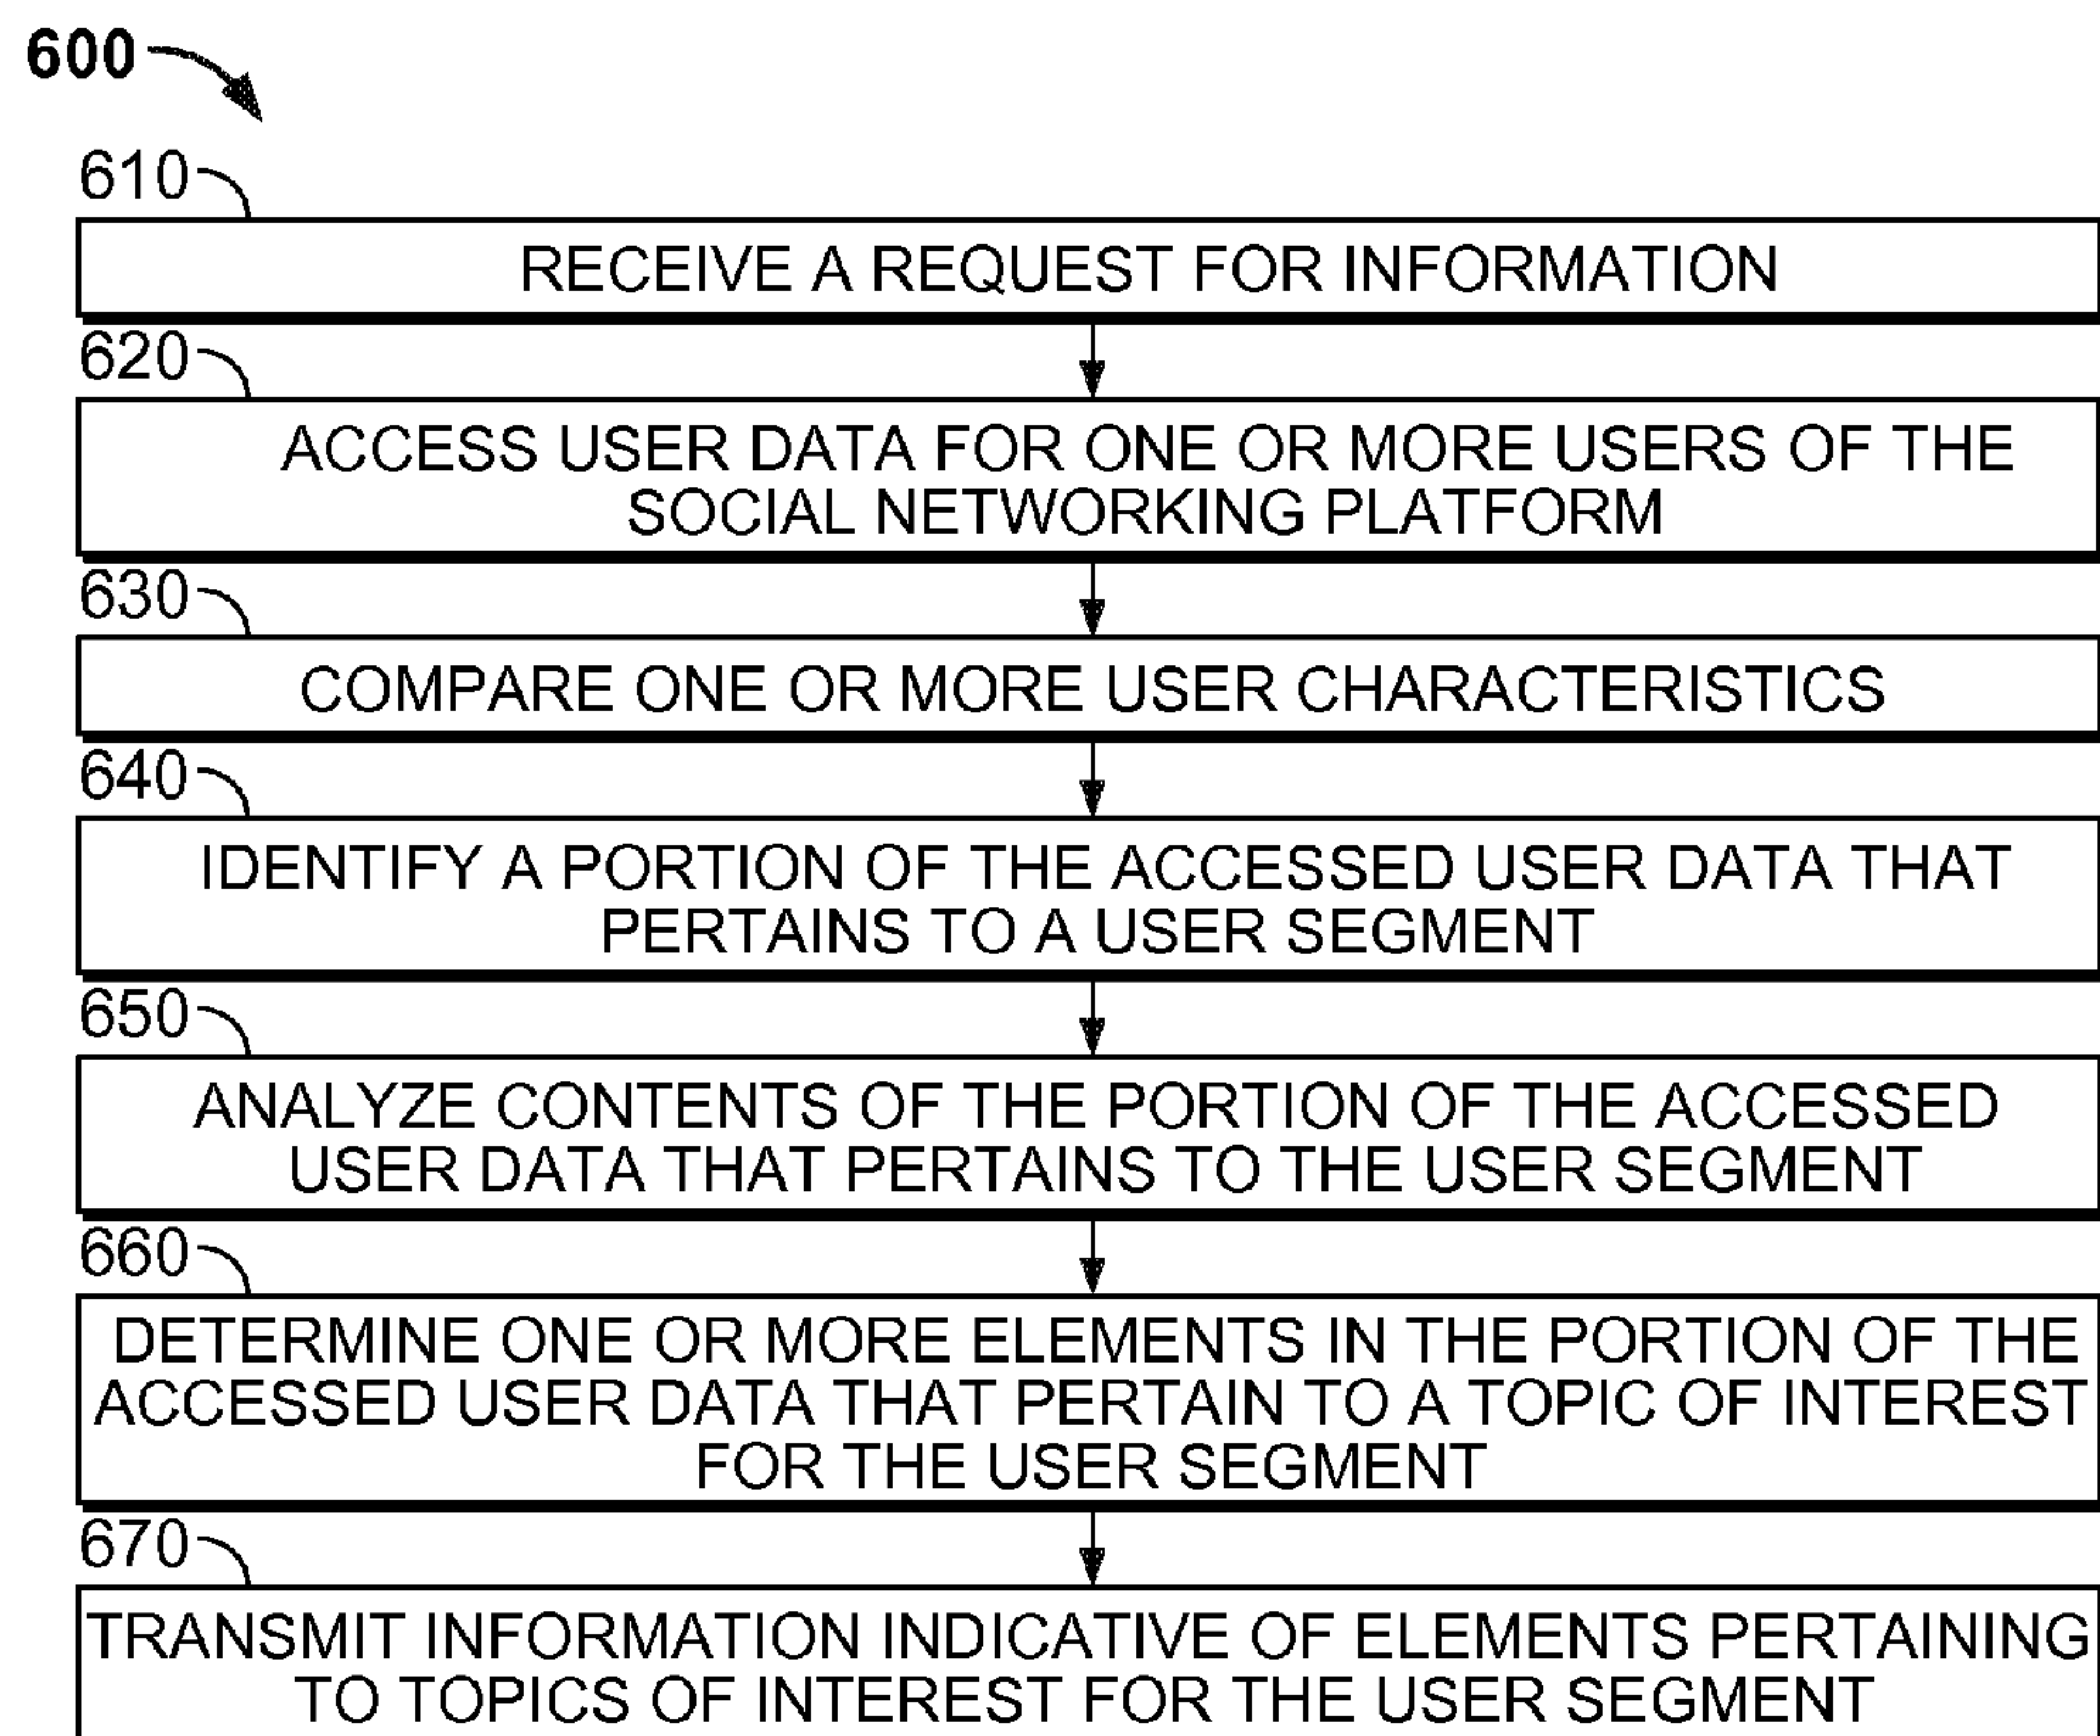 600
610
RECEIVE A REQUEST FOR INFORMATION
620
ACCESS USER DATA FOR ONE OR MORE USERS OF THE
SOCIAL NETWORKING PLATFORM
630
COMPARE ONE OR MORE USER CHARACTERISTICS
640
IDENTIFY A PORTION OF THE ACCESSED USER DATA THAT
PERTAINS TO A USER SEGMENT
650
ANALYZE CONTENTS OF THE PORTION OF THE ACCESSED
USER DATA THAT PERTAINS TO THE USER SEGMENT
660
DETERMINE ONE OR MORE ELEMENTS IN THE PORTION OF THE
ACCESSED USER DATA THAT PERTAIN TO A TOPIC OF INTEREST
FOR THE USER SEGMENT
670
TRANSMIT INFORMATION INDICATIVE OF ELEMENTS PERTAINING
TO TOPICS OF INTEREST FOR THE USER SEGMENT